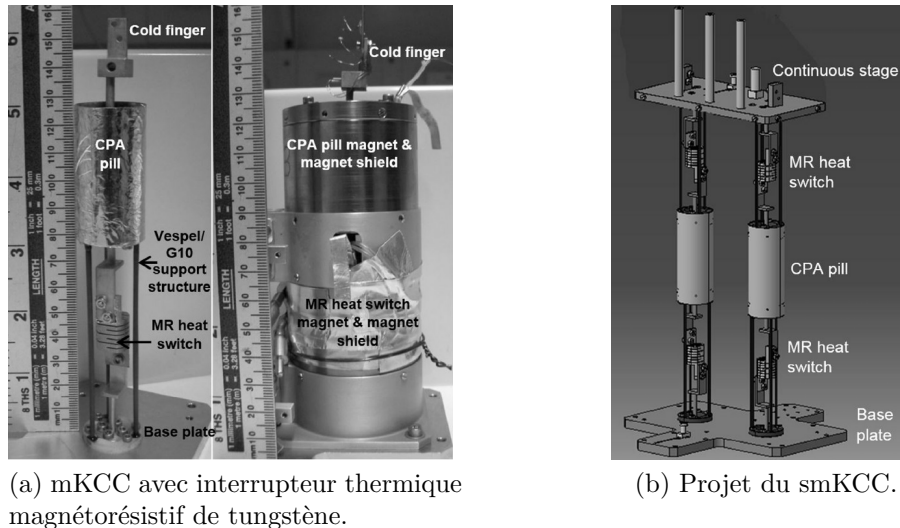 Cold finger
CPA
pill
Vespel/
G10
support
structure
MR heat
switch
Base plate
Cold finger
CPA pill magnet &
magnet shield
MR heat switch
magnet & magnet
shield
Continuous stage
MR heat
switch
CPA pill
MR heat
switch
Base
plate
(a) mKCC avec interrupteur thermique
magnétorésistif de tungstène.
(b) Projet du smKCC.